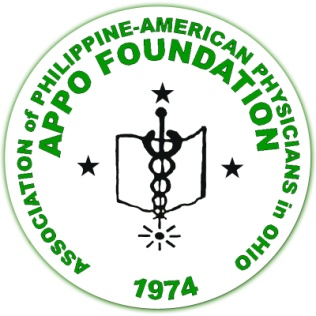 ASSOCIATION of PHILIPPINE-AMERICAN PHYSICIANS in OHIO
APPO FOUNDATION
1974